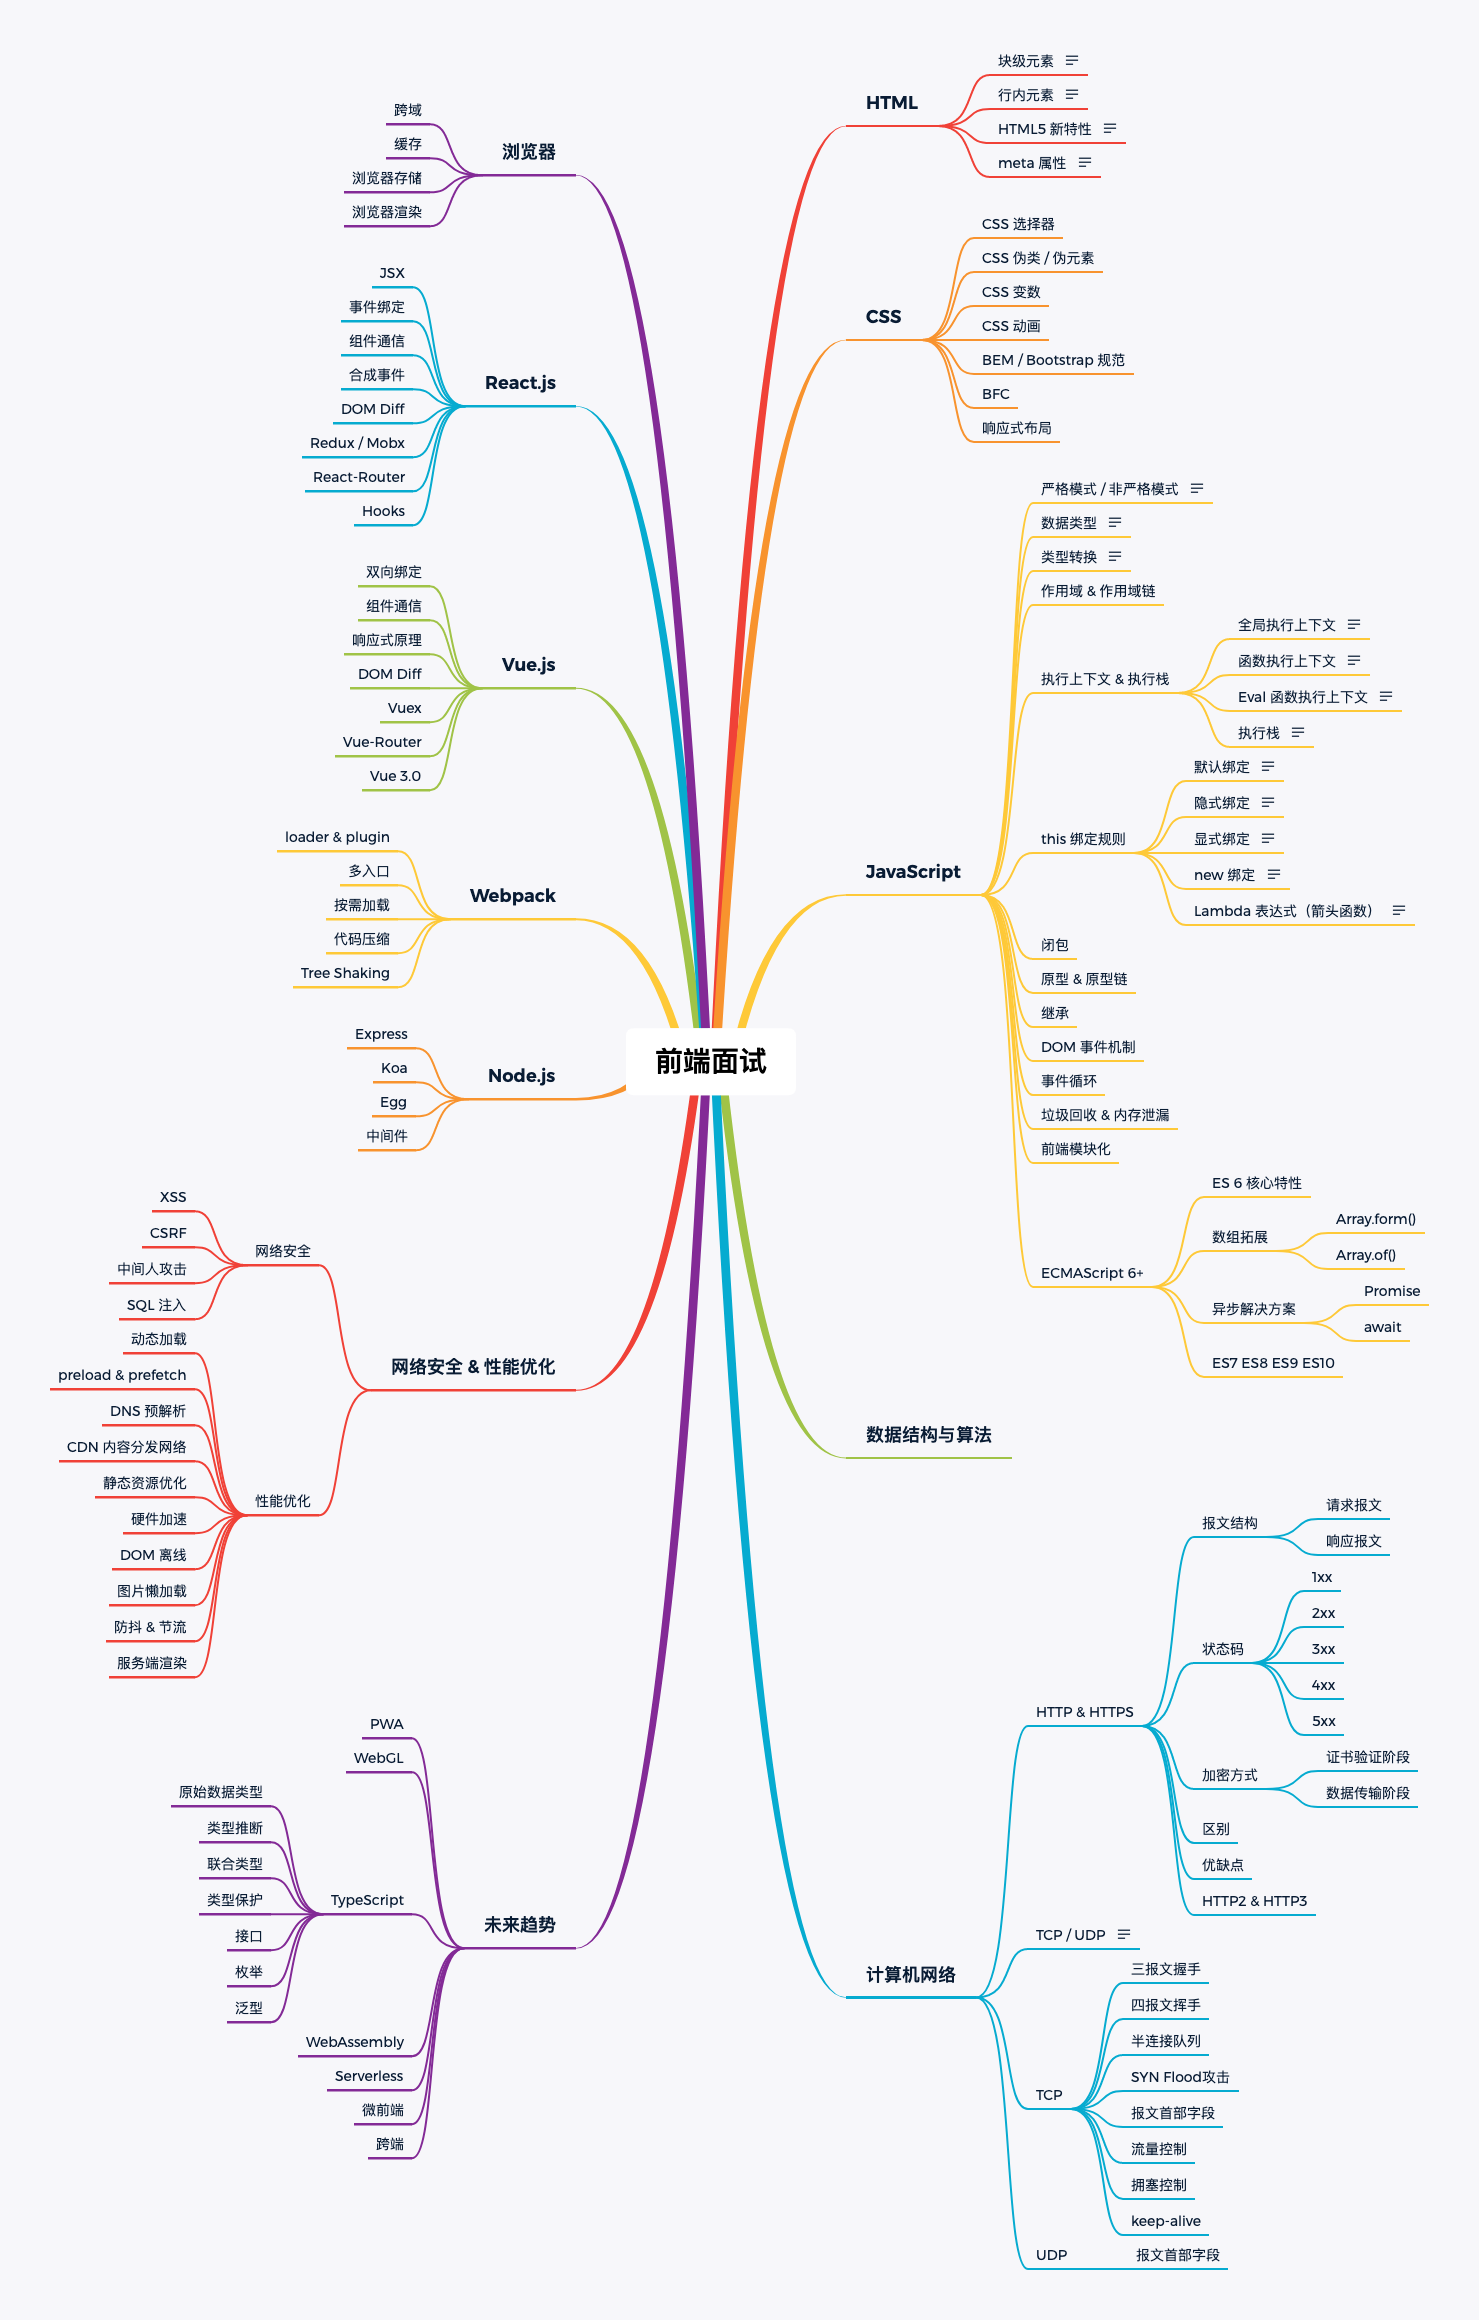 前端面试
HTML
块级元素
行内元素
HTML5 新特性
meta 属性
CSS
CSS 选择器
CSS 伪类 / 伪元素
CSS 变数
CSS 动画
BEM / Bootstrap 规范
BFC
响应式布局
JavaScript
严格模式 / 非严格模式
数据类型
类型转换
作用域 & 作用域链
执行上下文 & 执行栈
全局执行上下文
函数执行上下文
Eval 函数执行上下文
执行栈
this 绑定规则
默认绑定
隐式绑定
显式绑定
new 绑定
Lambda 表达式（箭头函数）
闭包
原型 & 原型链
继承
DOM 事件机制
事件循环
垃圾回收 & 内存泄漏
前端模块化
ECMAScript 6+
ES 6 核心特性
数组拓展
Array.form()
Array.of()
异步解决方案
Promise
await
ES7 ES8 ES9 ES10
数据结构与算法
计算机网络
HTTP & HTTPS
报文结构
请求报文
响应报文
状态码
1xx
2xx
3xx
4xx
5xx
加密方式
证书验证阶段
数据传输阶段
区别
优缺点
HTTP2 & HTTP3
TCP / UDP
TCP
三报文握手
四报文挥手
半连接队列
SYN Flood攻击
报文首部字段
流量控制
拥塞控制
keep-alive
UDP
报文首部字段
浏览器
跨域
缓存
浏览器存储
浏览器渲染
React.js
JSX
事件绑定
组件通信
合成事件
DOM Diff
Redux / Mobx
React-Router
Hooks
Vue.js
双向绑定
组件通信
响应式原理
DOM Diff
Vuex
Vue-Router
Vue 3.0
Webpack
loader & plugin
多入口
按需加载
代码压缩
Tree Shaking
Node.js
Express
Koa
Egg
中间件
网络安全 & 性能优化
网络安全
XSS
CSRF
中间人攻击
SQL 注入
性能优化
动态加载
preload & prefetch
DNS 预解析
CDN 内容分发网络
静态资源优化
硬件加速
DOM 离线
图片懒加载
防抖 & 节流
服务端渲染
未来趋势
PWA
WebGL
TypeScript
原始数据类型
类型推断
联合类型
类型保护
接口
枚举
泛型
WebAssembly
Serverless
微前端
跨端